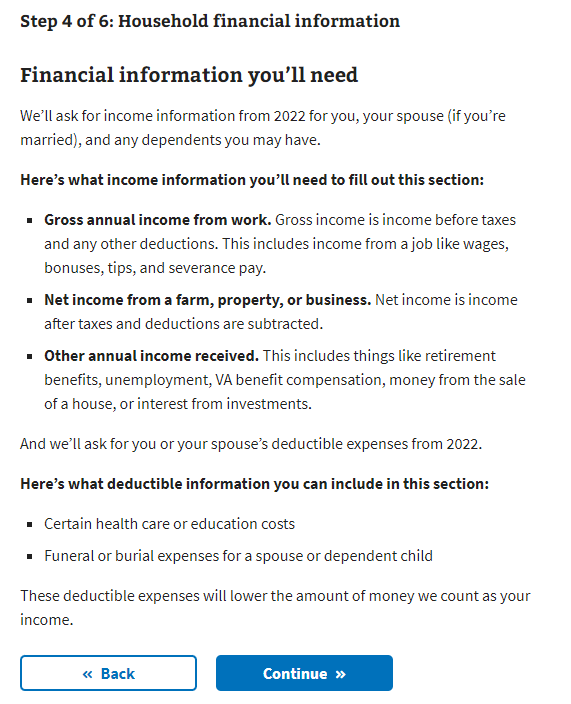 Step 4 of 6: Household financial information
Financial information you’ll need
We’ll ask for income information from 2022 for you, your spouse (if you’re
married), and any dependents you may have.
Here’s what income information you’ll need to fill out this section:
▪ Gross annual income from work. Gross income is income before taxes
and any other deductions. This includes income from a job like wages,
bonuses, tips, and severance pay.
▪ Net income from a farm, property, or business. Net income is income
after taxes and deductions are subtracted.
▪ Other annual income received. This includes things like retirement
benefits, unemployment, VA benefit compensation, money from the sale
of a house, or interest from investments.
And we’ll ask for you or your spouse’s deductible expenses from 2022.
Here’s what deductible information you can include in this section:
▪ Certain health care or education costs
▪ Funeral or burial expenses for a spouse or dependent child
These deductible expenses will lower the amount of money we count as your
income.
« Back
Continue »